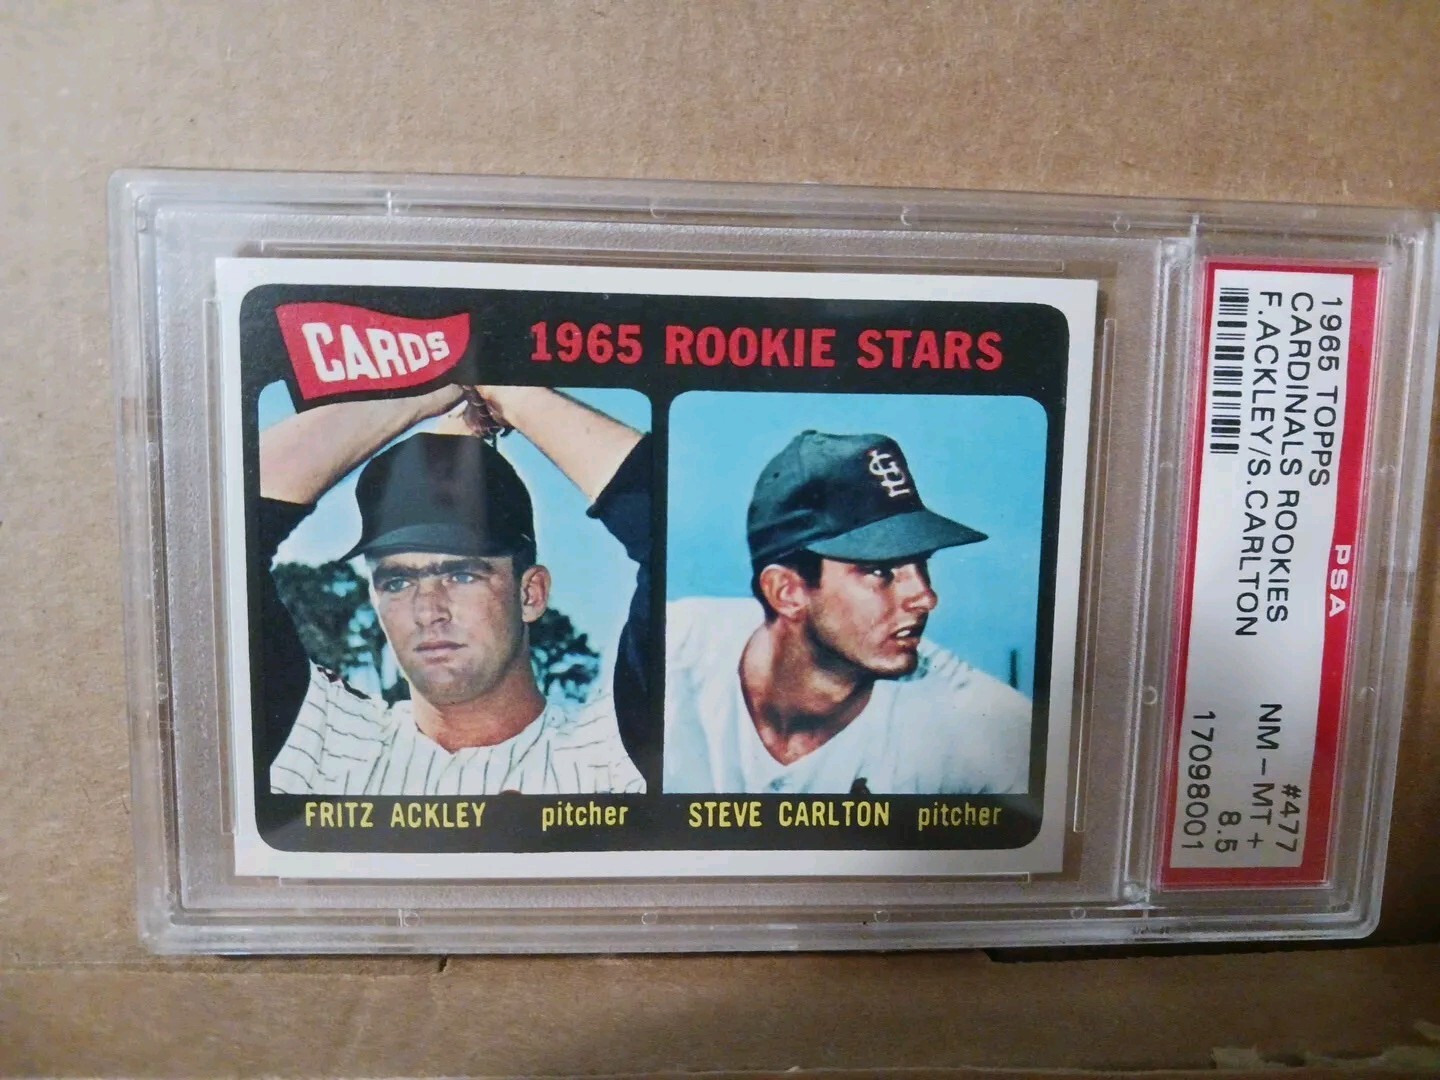 CARDS
1965 ROOKIE STARS
STL
FRITZ ACKLEY pitcher
STEVE CARLTON pitcher
PSA
1965 TOPPS #477
CARDINALS ROOKIES NM-MT+
F.ACKLEY/S.CARLTON 8.5
17098001